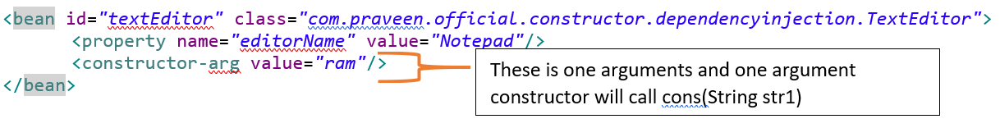 <bean id="textEditor" class="com.praveen.official.constructor.dependencyinjection.TextEditor">
<property name="editorName" value="Notepad"/>
<constructor-arg value="ram"/>
</bean>
These is one arguments and one argument
constructor will call cons(String str1)